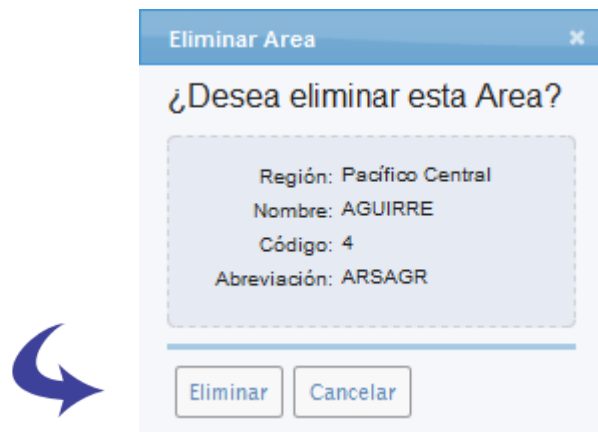 Eliminar Area
¿Desea eliminar esta Area?
Región: Pacífico Central
Nombre: AGUIRRE
Código: 4
Abreviación: ARSAGR
Eliminar Cancelar